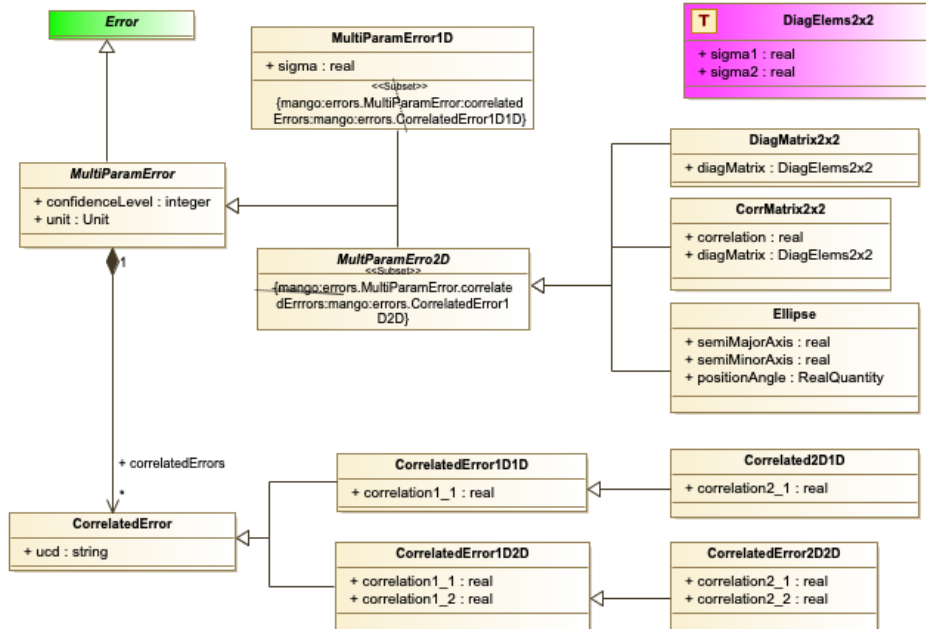 Error
MultiParamError1D
+ sigma : real
<<Subset>>
{mango:errors.MultiParamError:correlated
Errors:mango:errors.CorrelatedError1D1D}
T
DiagElems2x2
+ sigma1 : real
+ sigma2 : real
MultiParamError
+ confidenceLevel : integer
+ unit : Unit
1
DiagMatrix2x2
+ diagMatrix : DiagElems2x2
CorrMatrix2x2
+ correlation : real
+ diagMatrix : DiagElems2x2
MultParamErro2D
<<Subset>>
{mango:errors.MultiParamError.correlate
dErrrors:mango:errors.CorrelatedError1
D2D}
Ellipse
+ semiMajorAxis : real
+ semiMinorAxis : real
+ positionAngle : RealQuantity
+ correlatedErrors
*
CorrelatedError
+ ucd : string
CorrelatedError1D1D
+ correlation1_1 : real
Correlated2D1D
+ correlation2_1 : real
CorrelatedError1D2D
+ correlation1_1 : real
+ correlation1_2 : real
CorrelatedError2D2D
+ correlation2_1 : real
+ correlation2_2 : real